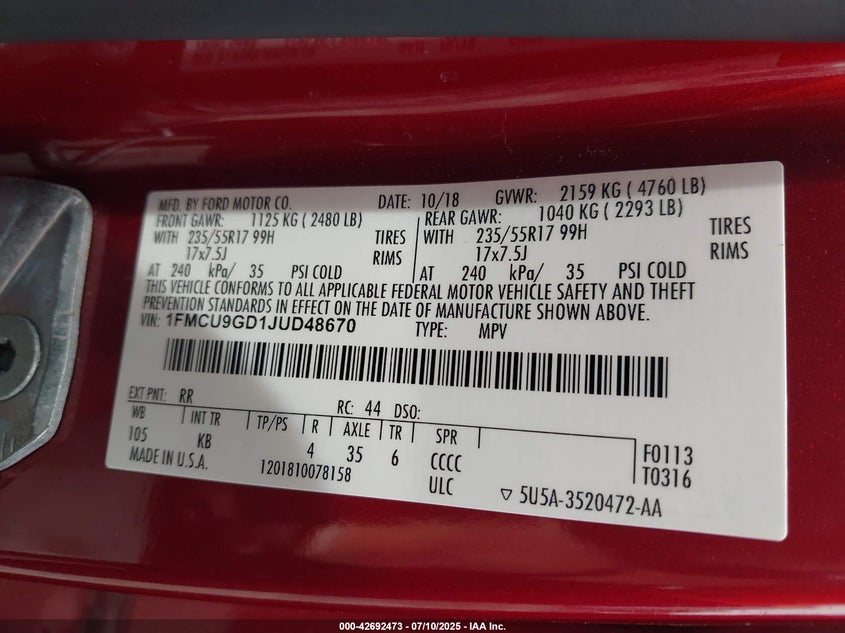 MFD. BY FORD MOTOR CO. DATE: 10/18 GVWR: 2159 KG ( 4760 LB)
FRONT GAWR: 1125 KG ( 2480 LB) REAR GAWR: 1040 KG ( 2293 LB)
WITH 235/55R17 99H TIRES WITH 235/55R17 99H TIRES
17x7.5J RIMS 17x7.5J RIMS
AT 240 kPa/ 35 PSI COLD AT 240 kPa/ 35 PSI COLD
THIS VEHICLE CONFORMS TO ALL APPLICABLE FEDERAL MOTOR VEHICLE SAFETY AND THEFT
PREVENTION STANDARDS IN EFFECT ON THE DATE OF MANUFACTURE SHOWN ABOVE.
VIN: 1FMCU9GD1JUD48670 TYPE: MPV
EXT PNT: RR RC: 44 DSO:
WB INT TR TP/PS R AXLE TR SPR
105 KB 4 35 6 CCCC F0113
MADE IN U.S.A. 1201810078158 ULC T0316
▽ 5U5A-3520472-AA
000-42692473 - 07/10/2025 - IAA Inc.